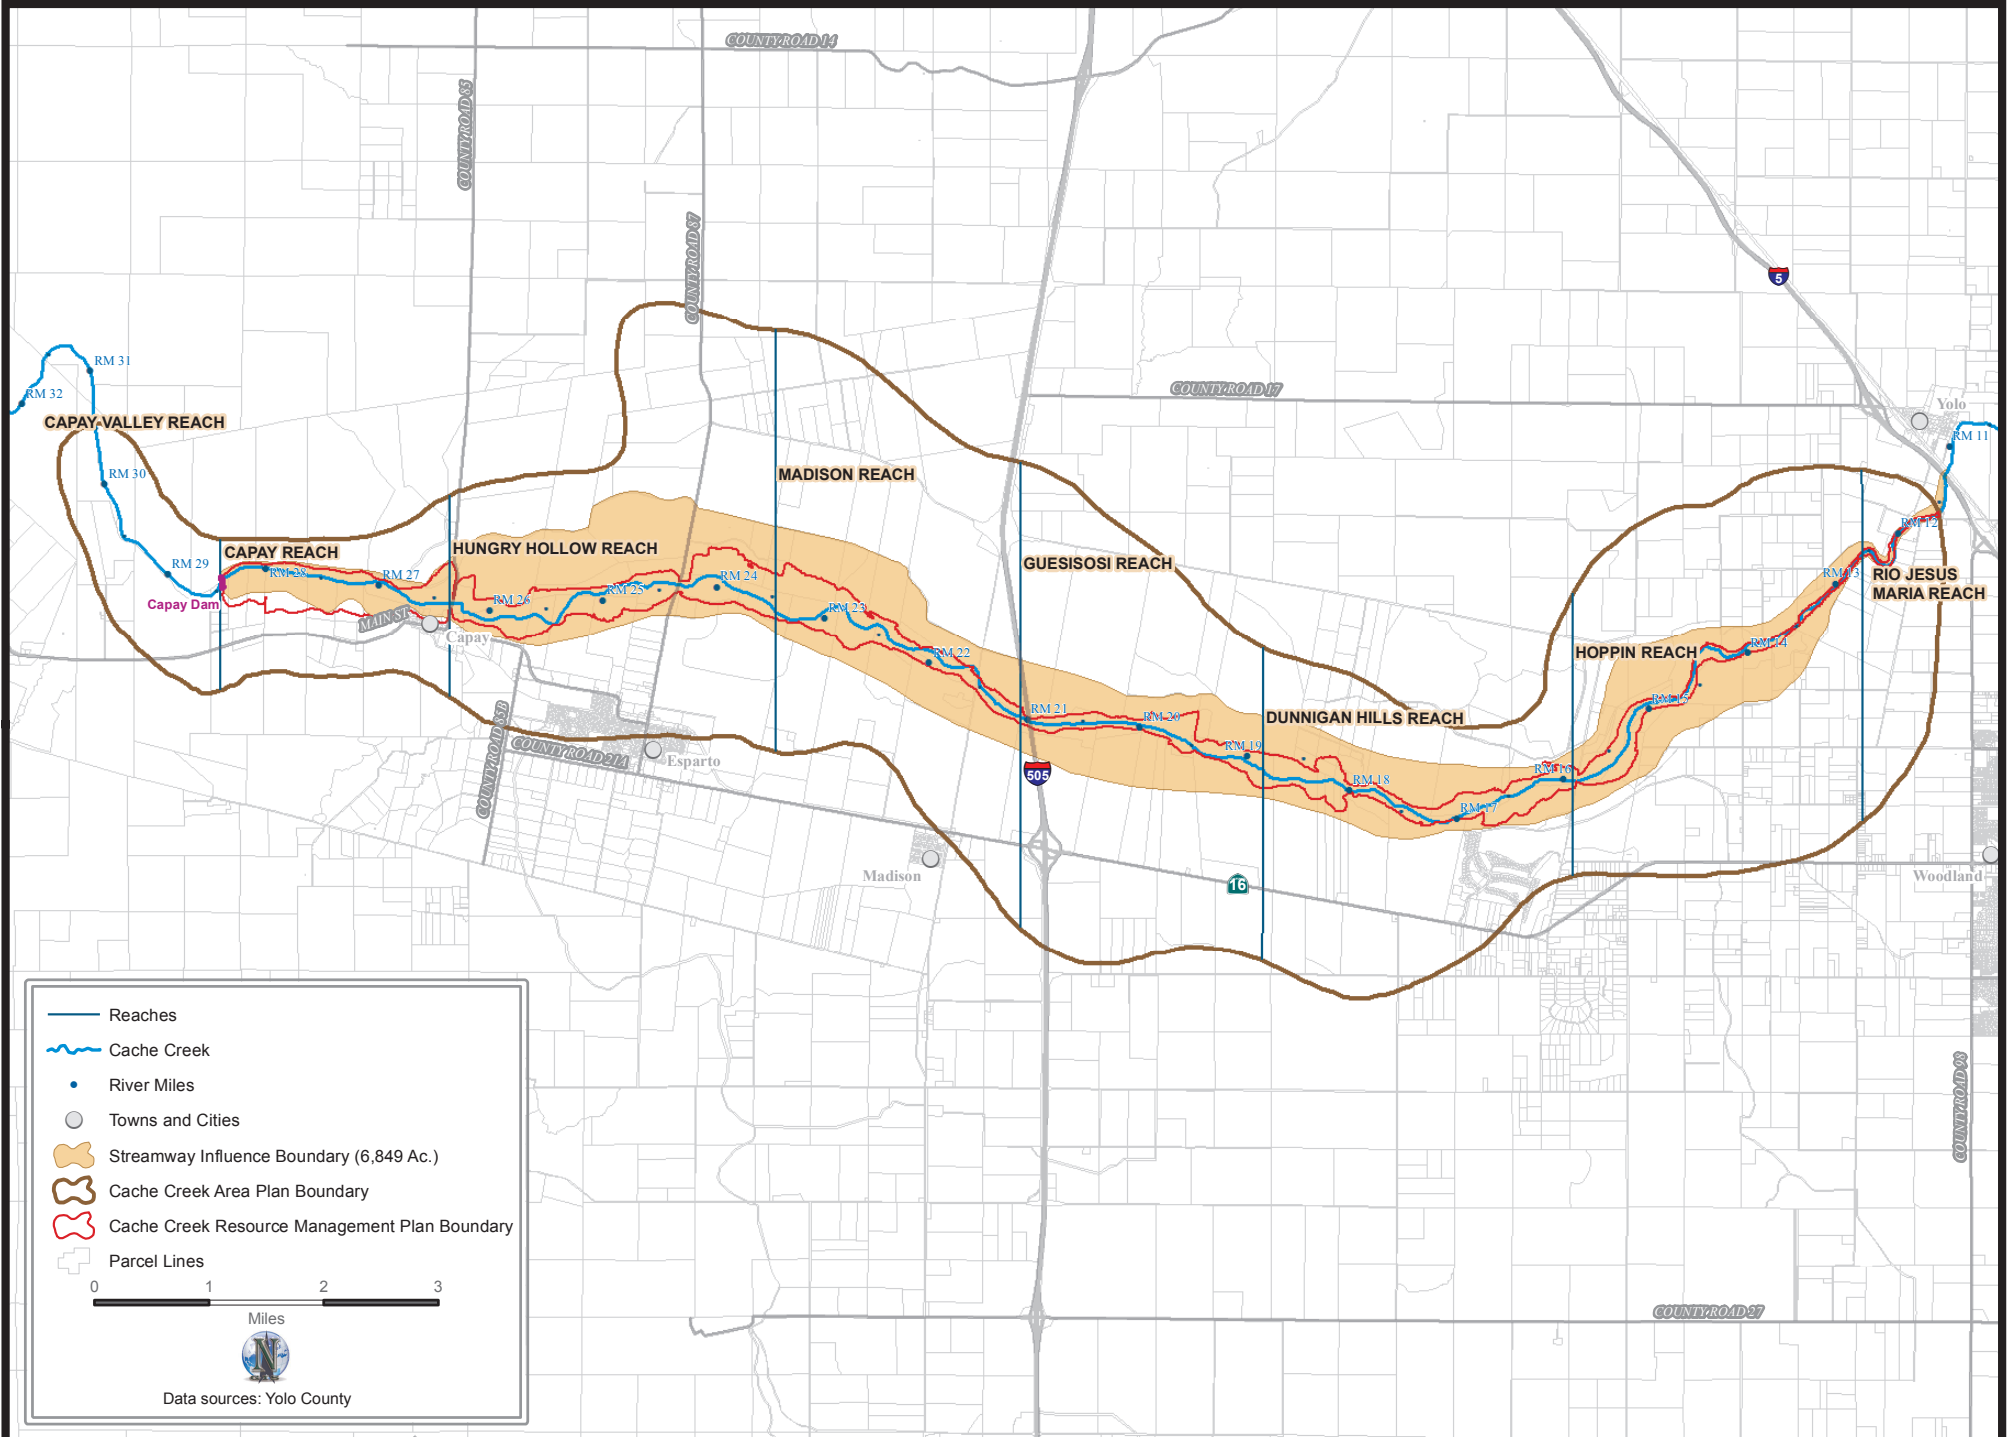 COUNTY ROAD 14
COUNTY ROAD 85
COUNTY ROAD 87
5
RM 31
RM 32
CAPAY VALLEY REACH
COUNTY ROAD 17
Yolo
RM 11
RM 30
MADISON REACH
RM 12
RM 29
CAPAY REACH
HUNGRY HOLLOW REACH
GUESISOSI REACH
RM 28
RM 27
RM 24
RM 13
RIO JESUS
MARIA REACH
Capay Dam
RM 26
RM 25
RM 23
MAIN ST
Capay
RM 22
HOPPIN REACH
RM 14
RM 15
RM 21
RM 20
DUNNIGAN HILLS REACH
COUNTY ROAD 85B
COUNTY ROAD 21A
Esparto
RM 19
505
RM 18
RM 16
RM 17
Madison
16
Woodland
Reaches
Cache Creek
River Miles
Towns and Cities
Streamway Influence Boundary (6,849 Ac.)
Cache Creek Area Plan Boundary
Cache Creek Resource Management Plan Boundary
Parcel Lines
0 1 2 3
Miles
N
Data sources: Yolo County
COUNTY ROAD 98
COUNTY ROAD 27